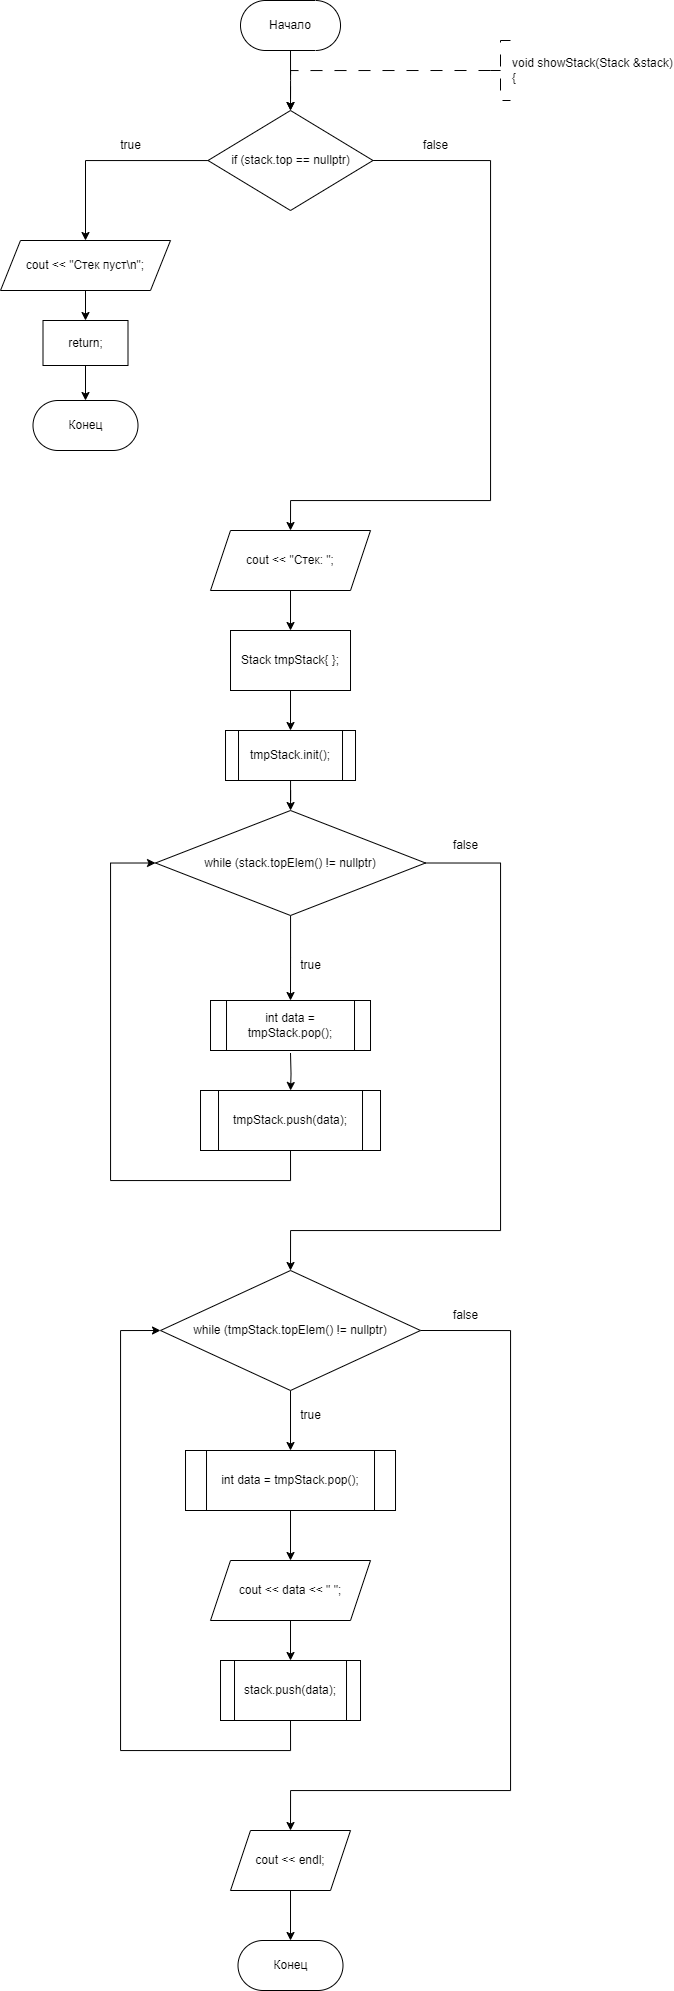 Начало
void showStack(Stack &stack)
{
true
false
if (stack.top == nullptr)
cout << "Стек пуст\n";
return;
Конец
cout << "Стек: ";
Stack tmpStack{ };
tmpStack.init();
false
while (stack.topElem() != nullptr)
true
int data =
tmpStack.pop();
tmpStack.push(data);
false
while (tmpStack.topElem() != nullptr)
true
int data = tmpStack.pop();
cout << data << " ";
stack.push(data);
cout << endl;
Конец